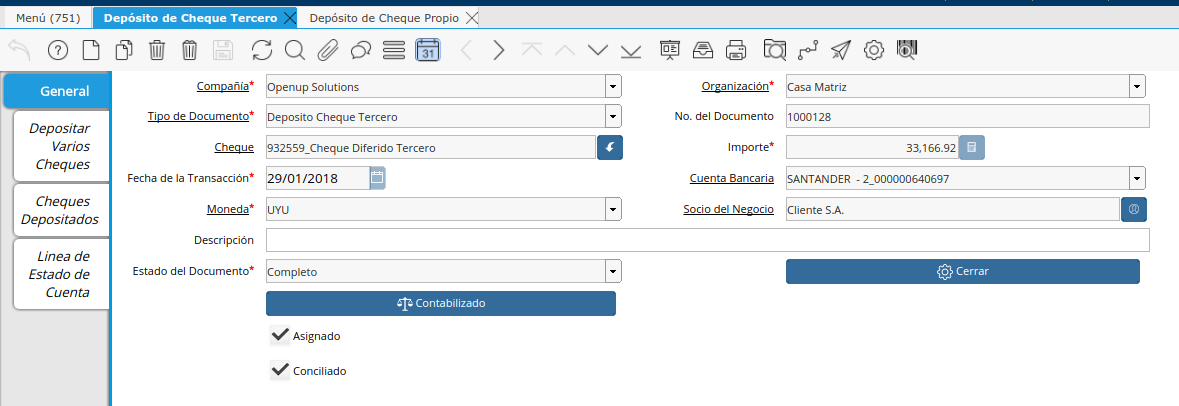 Menú (751)
Depósito de Cheque Tercero
Depósito de Cheque Propio
31
General
Depositar
Varios
Cheques
Cheques
Depositados
Linea de
Estado de
Cuenta
Compañía* Openup Solutions
Organización* Casa Matriz
Tipo de Documento* Deposito Cheque Tercero
No. del Documento 1000128
Cheque 932559_Cheque Diferido Tercero
Importe* 33,166.92
Fecha de la Transacción* 29/01/2018
Cuenta Bancaria SANTANDER - 2_000000640697
Moneda* UYU
Socio del Negocio Cliente S.A.
Descripción
Estado del Documento* Completo
Cerrar
Contabilizado
Asignado
Conciliado